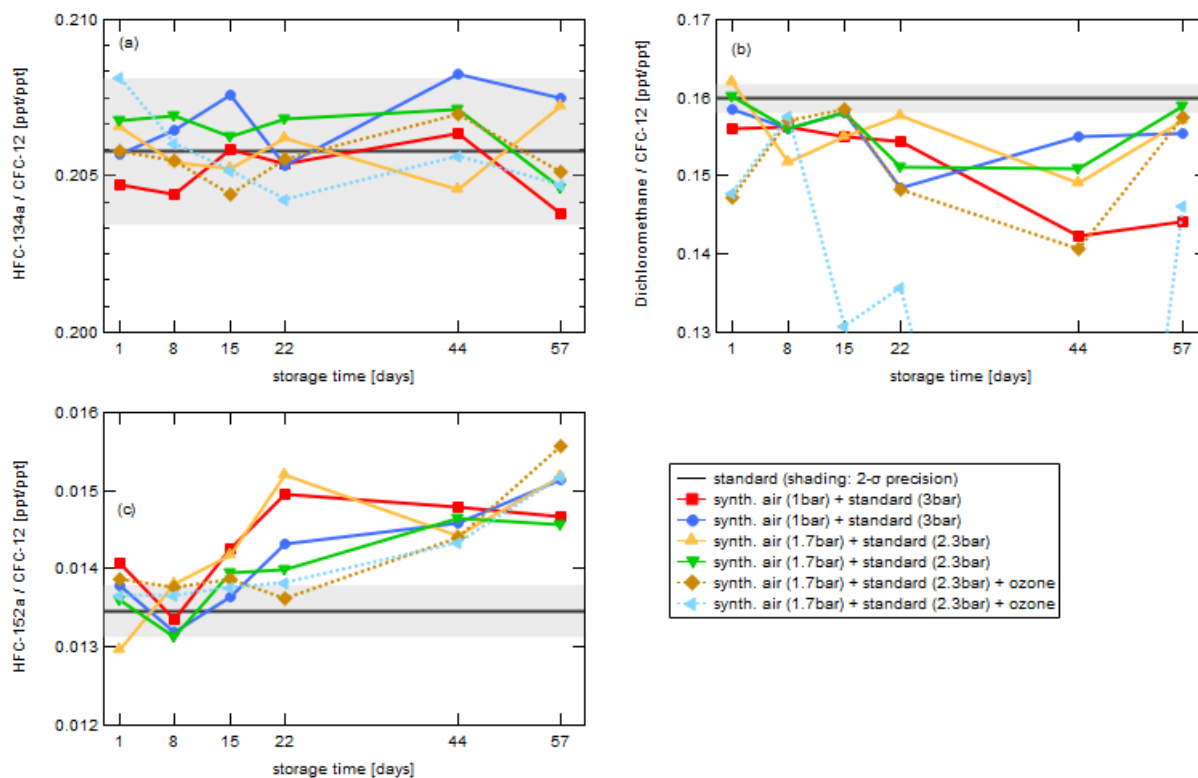 (a)
HFC-134a / CFC-12 [ppt/ppt]
0.210
0.205
0.200
1 8 15 22 44 57
storage time [days]
(b)
Dichloromethane / CFC-12 [ppt/ppt]
0.17
0.16
0.15
0.14
0.13
1 8 15 22 44 57
storage time [days]
(c)
HFC-152a / CFC-12 [ppt/ppt]
0.016
0.015
0.014
0.013
0.012
1 8 15 22 44 57
storage time [days]
standard (shading: 2-σ precision)
synth. air (1bar) + standard (3bar)
synth. air (1bar) + standard (3bar)
synth. air (1.7bar) + standard (2.3bar)
synth. air (1.7bar) + standard (2.3bar)
synth. air (1.7bar) + standard (2.3bar) + ozone
synth. air (1.7bar) + standard (2.3bar) + ozone